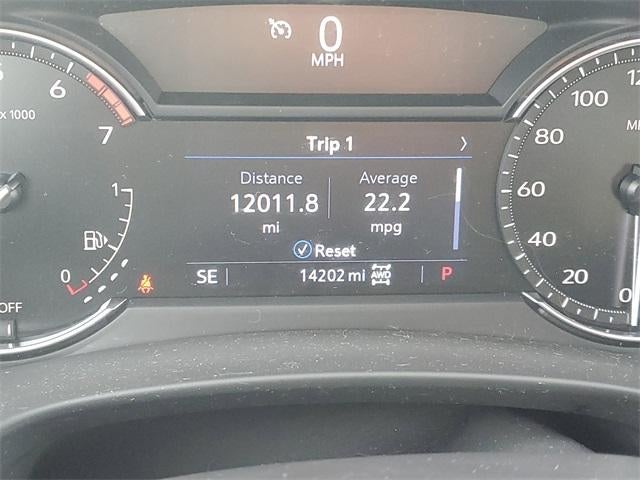 0
MPH
5
6
7
x 1000
1
0
OFF
Trip 1
Distance
Average
12011.8
22.2
mi
mpg
Reset
SE
14202 mi
AWD
P
0
20
40
60
80
100